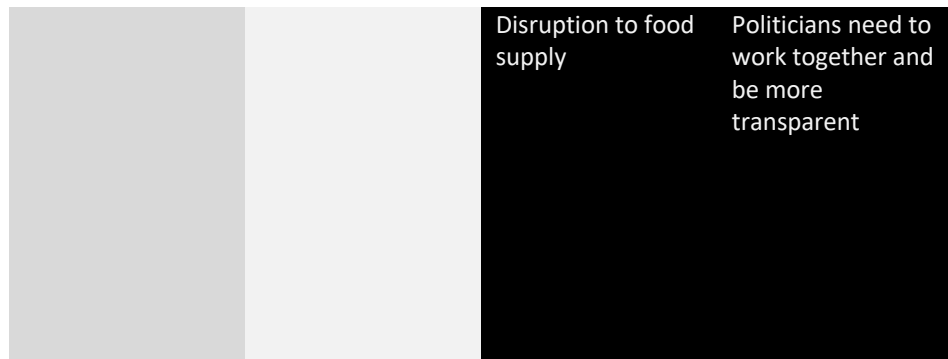 Disruption to food
supply
Politicians need to
work together and
be more
transparent